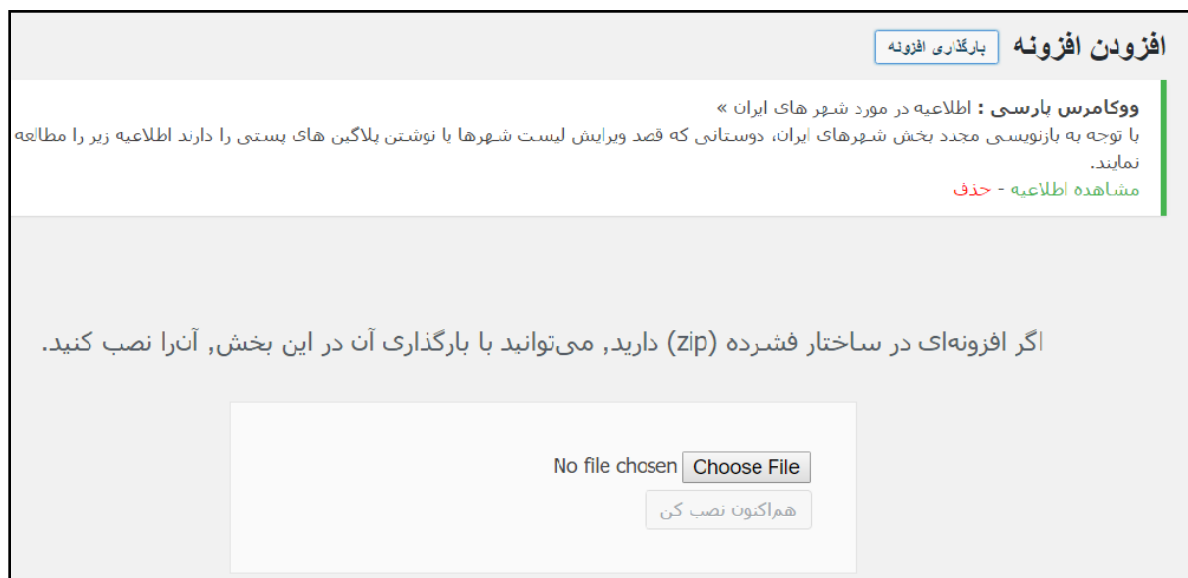 افزودن افزونه بارگذاری افزونه
ووکامرس پارسی : اطلاعیه در مورد شهر های ایران »
با توجه به بازنویسی مجدد بخش شهرهای ایران، دوستانی که قصد ویرایش لیست شهرها یا نوشتن پلاگین های پستی را دارند اطلاعیه زیر را مطالعه
نمایند.
مشاهده اطلاعیه - حذف
اگر افزونه‌ای در ساختار فشرده (zip) دارید, می‌توانید با بارگذاری آن در این بخش, آن‌را نصب کنید.
Choose File No file chosen
هم‌اکنون نصب کن